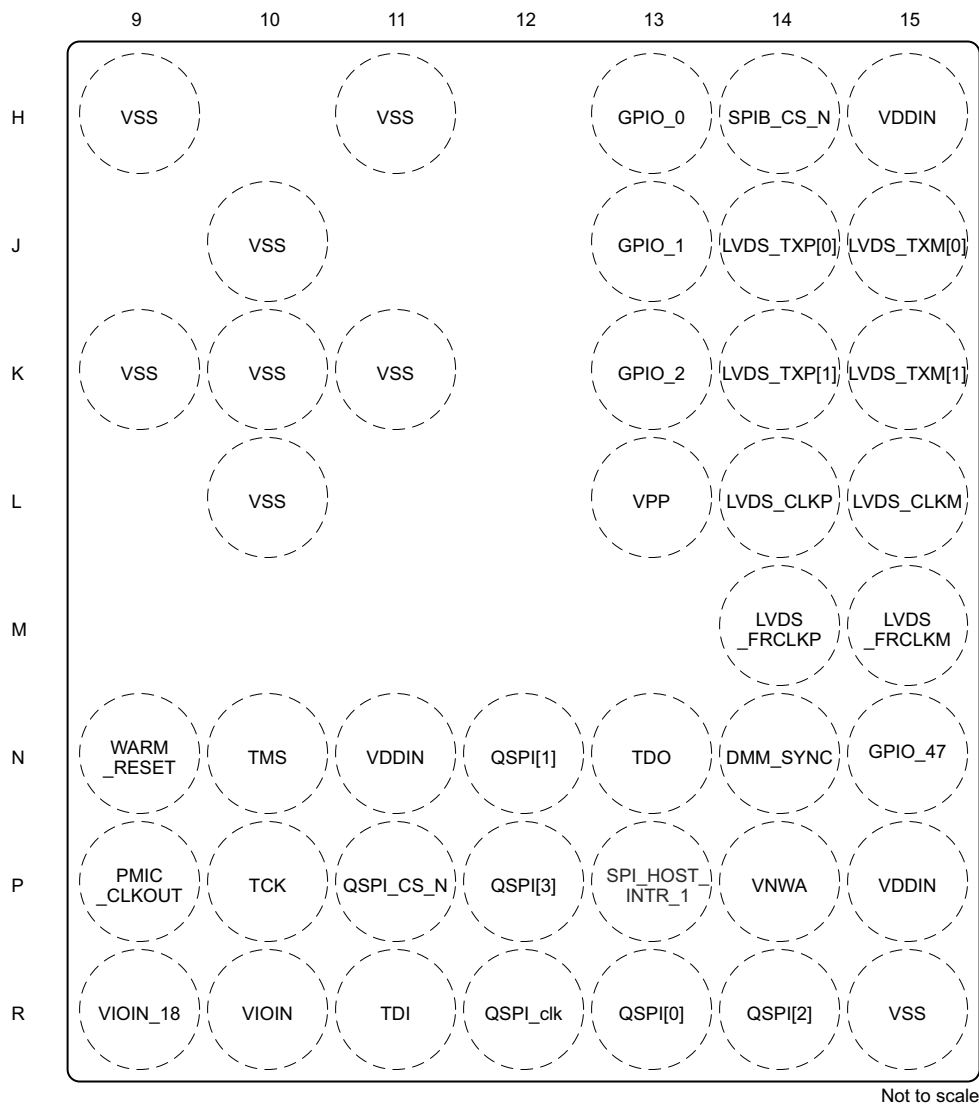 9 10 11 12 13 14 15
H VSS VSS GPIO_0 SPIB_CS_N VDDIN
J VSS GPIO_1 LVDS_TXP[0] LVDS_TXM[0]
K VSS VSS VSS GPIO_2 LVDS_TXP[1] LVDS_TXM[1]
L VSS VPP LVDS_CLKP LVDS_CLKM
M LVDS
_FRCLKP LVDS
_FRCLKM
N WARM
_RESET TMS VDDIN QSPI[1] TDO DMM_SYNC GPIO_47
P PMIC
_CLKOUT TCK QSPI_CS_N QSPI[3] SPI_HOST_
INTR_1 VNWA VDDIN
R VIOIN_18 VIOIN TDI QSPI_clk QSPI[0] QSPI[2] VSS
Not to scale